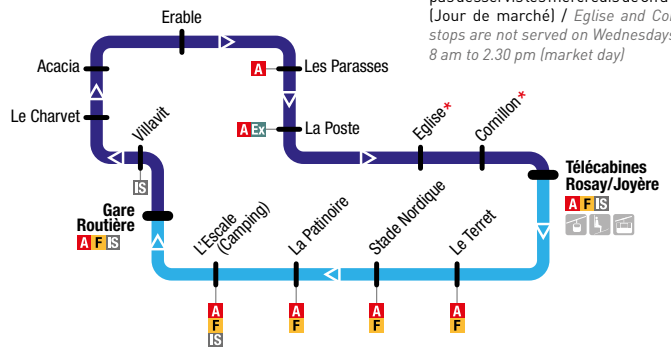 (Jour de marché) / Eglise and
stops are not served on Wednesdays
8 am to 2.30 pm (market day)
Erable
Acacia
Les Parasses
A
Le Charvet
Villavit
IS
A Ex
La Poste
Eglise*
Cornillon*
Télécabines
Rosay/Joyère
A F IS
Gare
Routière
A F IS
L'Escale
(Camping)
La Patinoire
Stade Nordique
Le Terret
A
F
IS
A
F
A
F
A
F